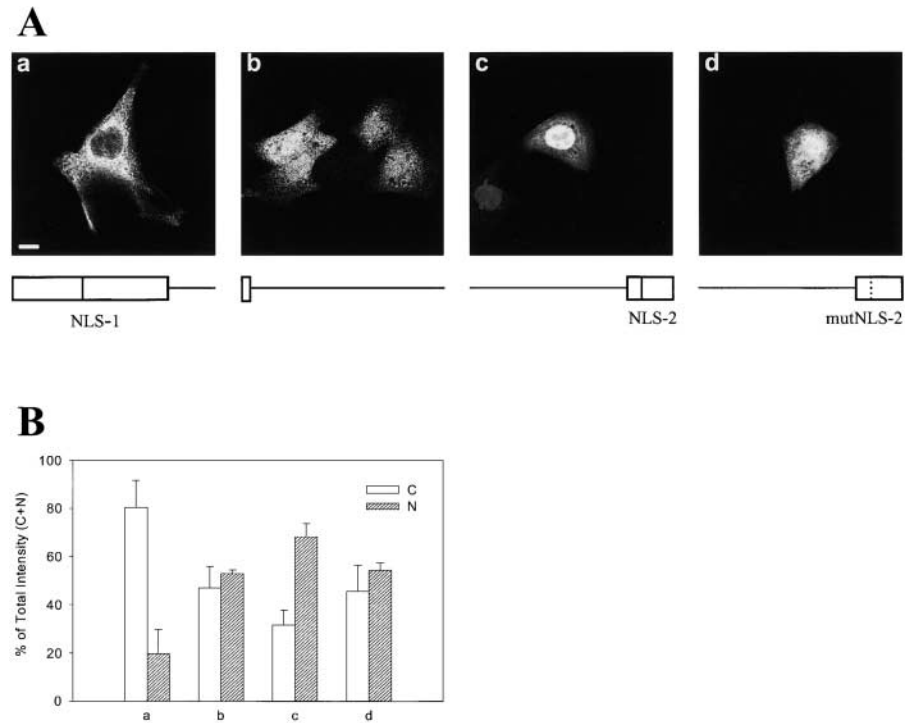 A
a b c d
NLS-1 NLS-2 mutNLS-2
B
% of Total Intensity (C+N)
100
80
60
40
20
0
C
N
a b c d